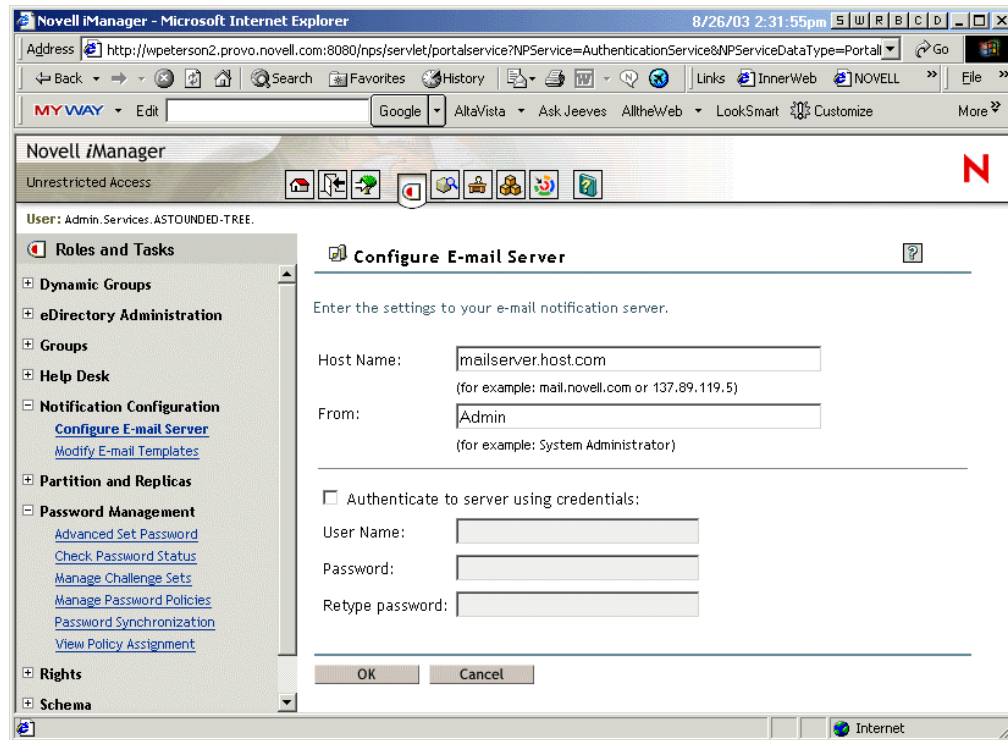 Novell iManager - Microsoft Internet Explorer 8/26/03 2:31:55pm S W R B C D
Address http://wpeterson2.provo.novell.com:8080/nps/servlet/portalservice?NPService=AuthenticationService&NPServiceDataType=Portall Go
Back Search Favorites History Links InnerWeb NOVELL » File »
MYWAY Edit Google AltaVista Ask Jeeves AlltheWeb LookSmart Customize More
Novell iManager
Unrestricted Access
N
User: Admin.Services.ASTOUNDED-TREE.
Roles and Tasks
Dynamic Groups
eDirectory Administration
Groups
Help Desk
Notification Configuration
Configure E-mail Server
Modify E-mail Templates
Partition and Replicas
Password Management
Advanced Set Password
Check Password Status
Manage Challenge Sets
Manage Password Policies
Password Synchronization
View Policy Assignment
Rights
Schema
Configure E-mail Server
?
Enter the settings to your e-mail notification server.
Host Name: mailserver.host.com
(for example: mail.novell.com or 137.89.119.5)
From: Admin
(for example: System Administrator)
Authenticate to server using credentials:
User Name:
Password:
Retype password:
OK Cancel
Internet